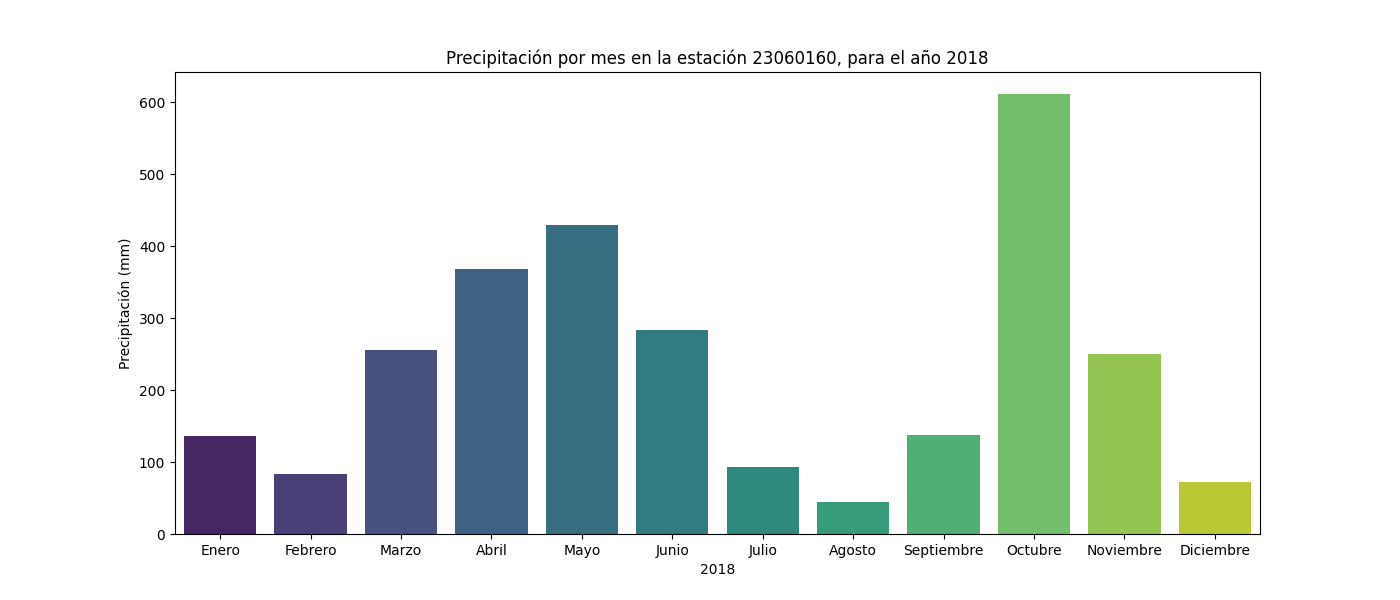 Precipitación por mes en la estación 23060160, para el año 2018
Precipitación (mm)
600
500
400
300
200
100
0
Enero Febrero Marzo Abril Mayo Junio Julio Agosto Septiembre Octubre Noviembre Diciembre
2018